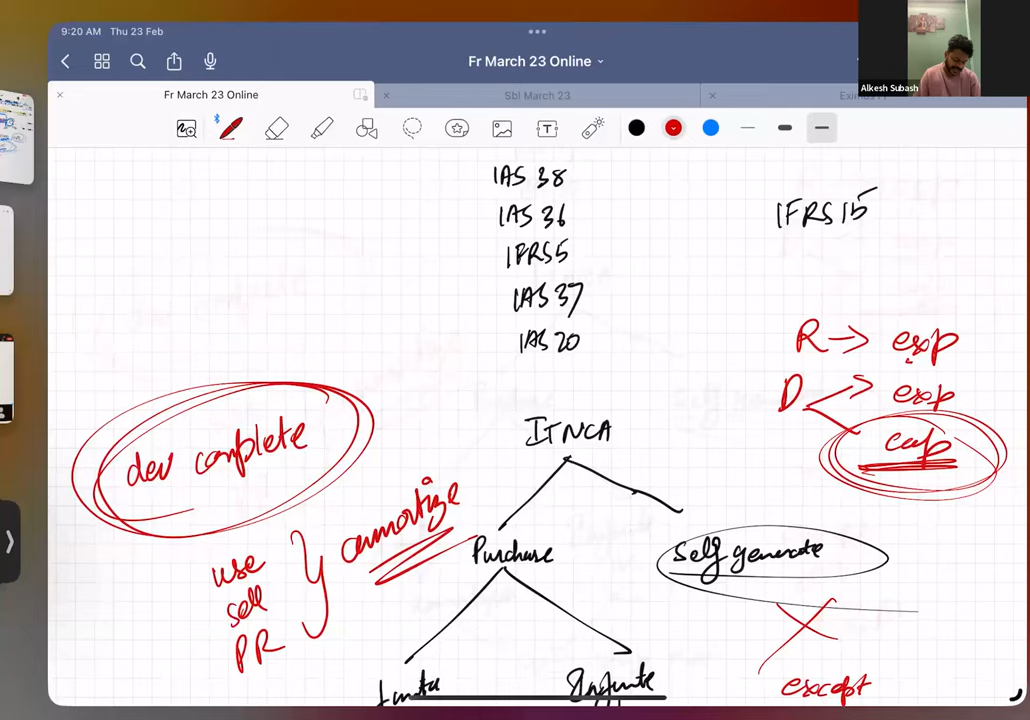 9:20 AM Thu 23 Feb
Fr March 23 Online
Alkesh Subash
Fr March 23 Online
Sbl March 23
IAS 38
IAS 36
IFRS 15
IFRS5
IAS 37
IAS 20
R → exp
D → exp
cap
dev complete
ITNCA
amortize
Purchase
Self generate
use
sell
PR
except